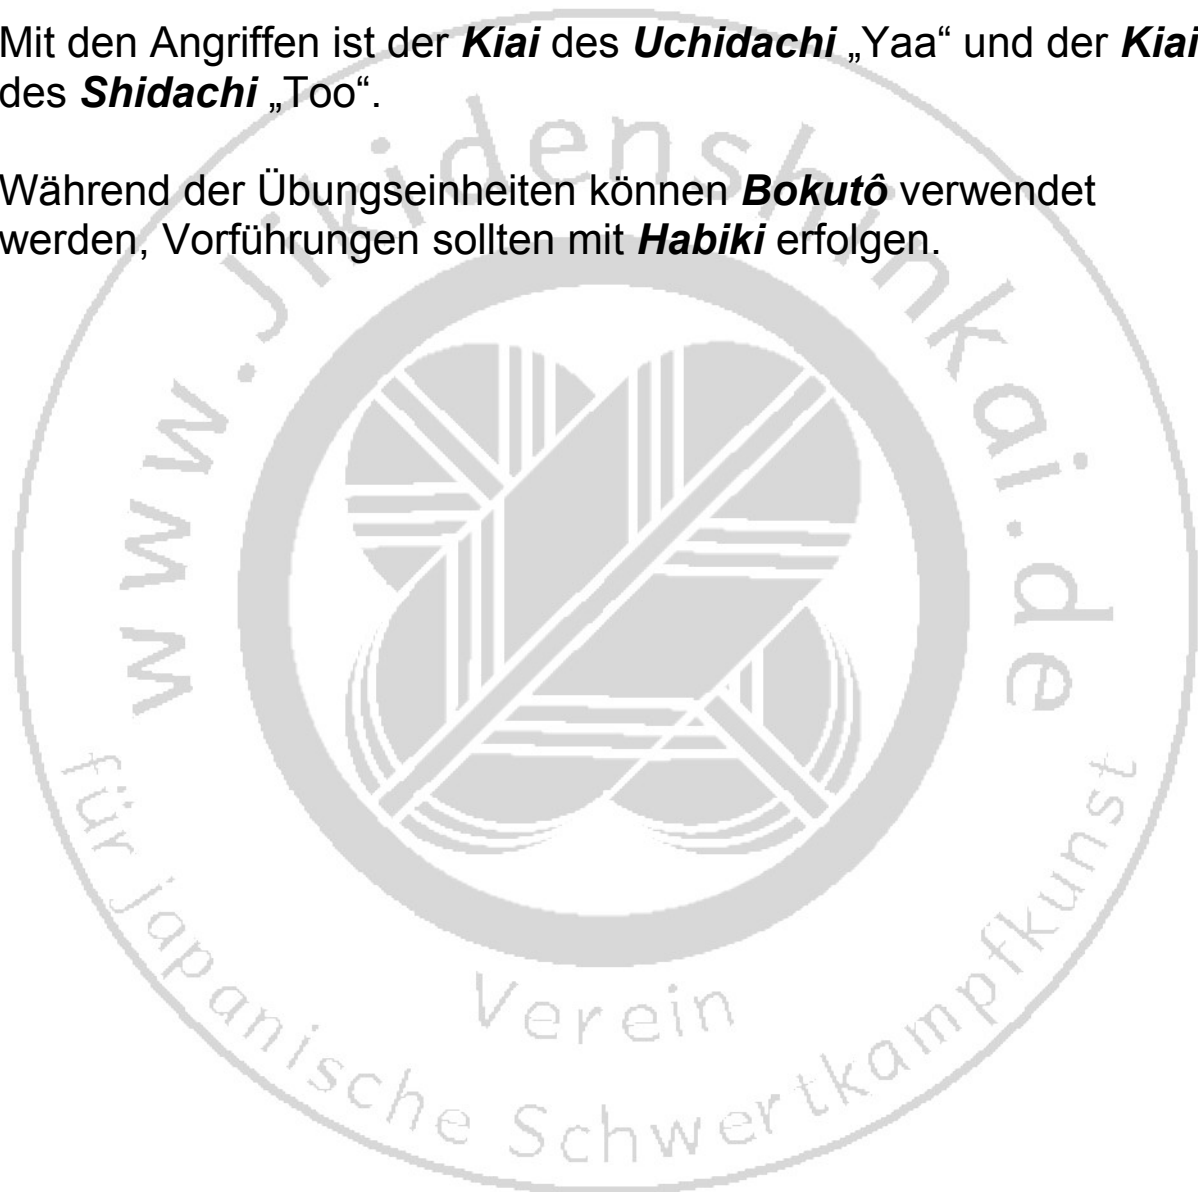 Mit den Angriffen ist der Kiai des Uchidachi „Yaa“ und der Kiai
des Shidachi „Too“.
Während der Übungseinheiten können Bokutô verwendet
werden, Vorführungen sollten mit Habiki erfolgen.
www.Jikidenshinkai.de
Verein
für japanische Schwertkampfkunst